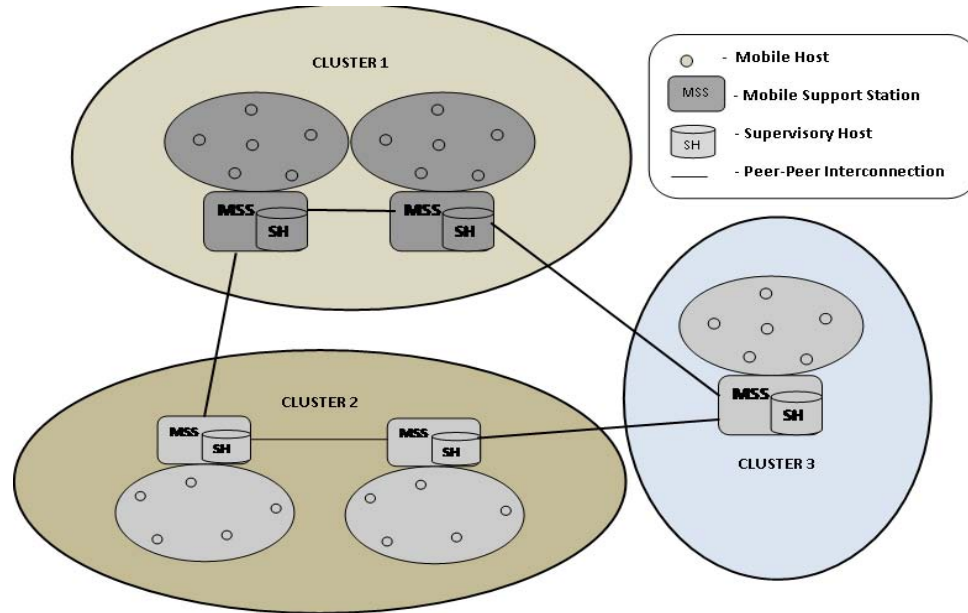 CLUSTER 1
MSS
SH
MSS
SH
- Mobile Host
MSS
- Mobile Support Station
SH
- Supervisory Host
- Peer-Peer Interconnection
CLUSTER 2
MSS
SH
MSS
SH
MSS
SH
CLUSTER 3